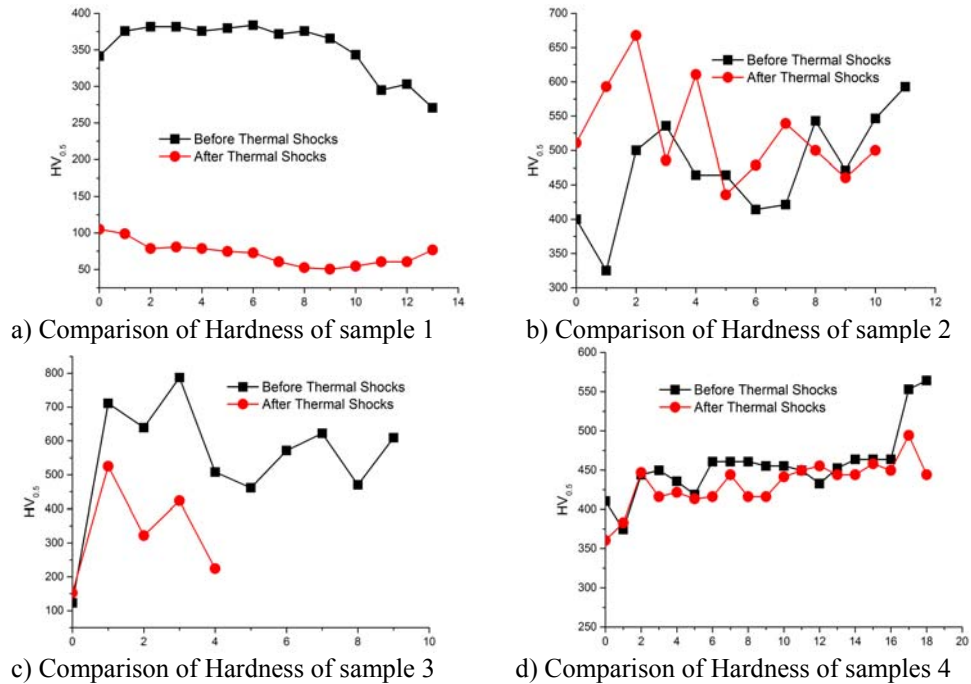 400
350
300
250
200
150
100
50
HV0.5
Before Thermal Shocks
After Thermal Shocks
0 2 4 6 8 10 12 14
a) Comparison of Hardness of sample 1
700
650
600
550
500
450
400
350
300
HV0.5
Before Thermal Shocks
After Thermal Shocks
0 2 4 6 8 10 12
b) Comparison of Hardness of sample 2
800
700
600
500
400
300
200
100
HV0.5
Before Thermal Shocks
After Thermal Shocks
0 2 4 6 8 10
c) Comparison of Hardness of sample 3
600
550
500
450
400
350
300
250
HV0.5
Before Thermal Shocks
After Thermal Shocks
0 2 4 6 8 10 12 14 16 18 20
d) Comparison of Hardness of samples 4